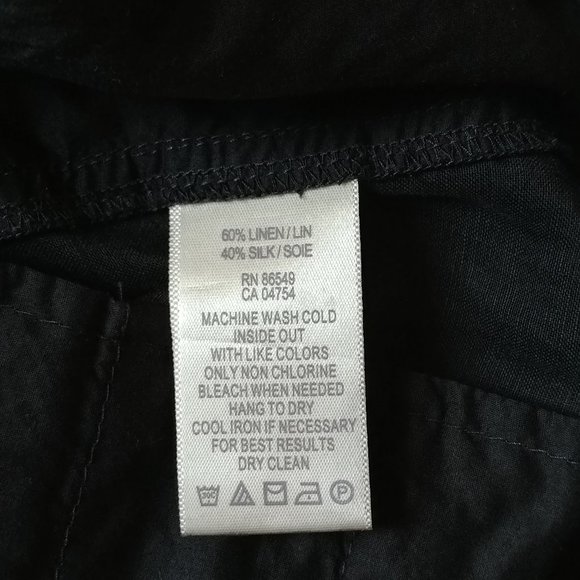 60% LINEN / LIN
40% SILK / SOIE
RN 86549
CA 04754
MACHINE WASH COLD
INSIDE OUT
WITH LIKE COLORS
ONLY NON CHLORINE
BLEACH WHEN NEEDED
HANG TO DRY
COOL IRON IF NECESSARY
FOR BEST RESULTS
DRY CLEAN
P